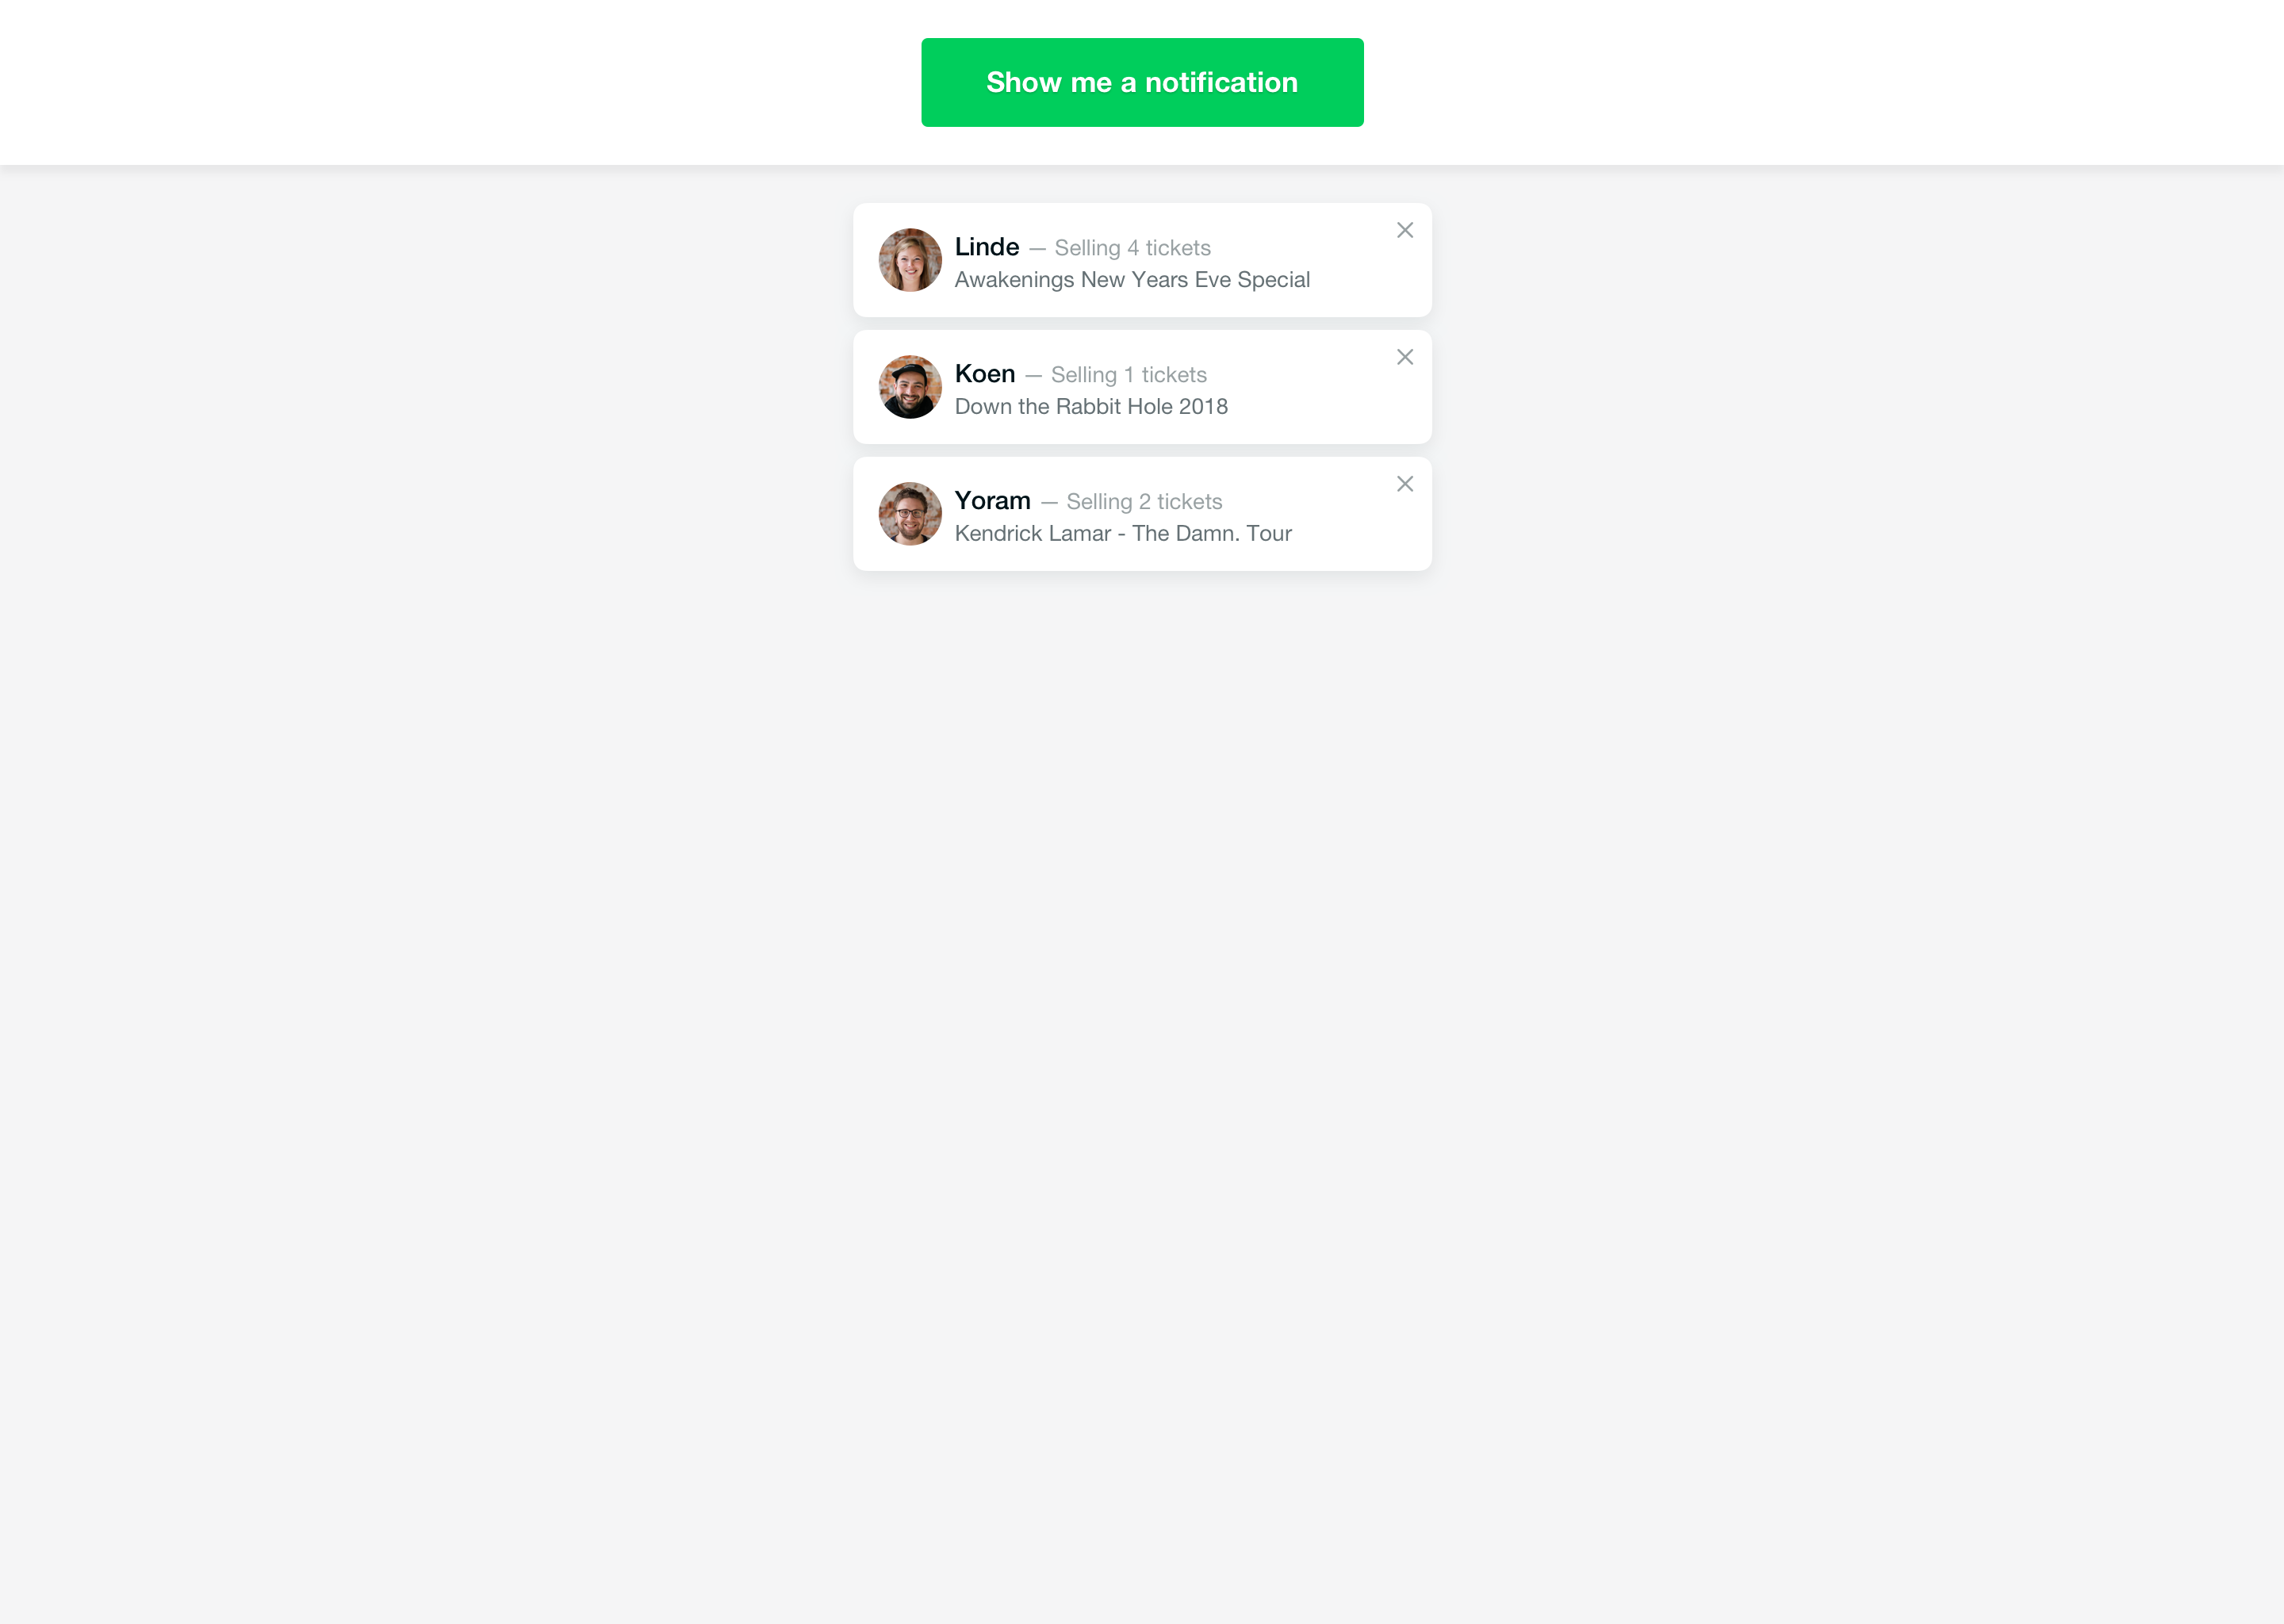 Show me a notification
Linde — Selling 4 tickets
Awakenings New Years Eve Special
Koen — Selling 1 tickets
Down the Rabbit Hole 2018
Yoram — Selling 2 tickets
Kendrick Lamar - The Damn. Tour